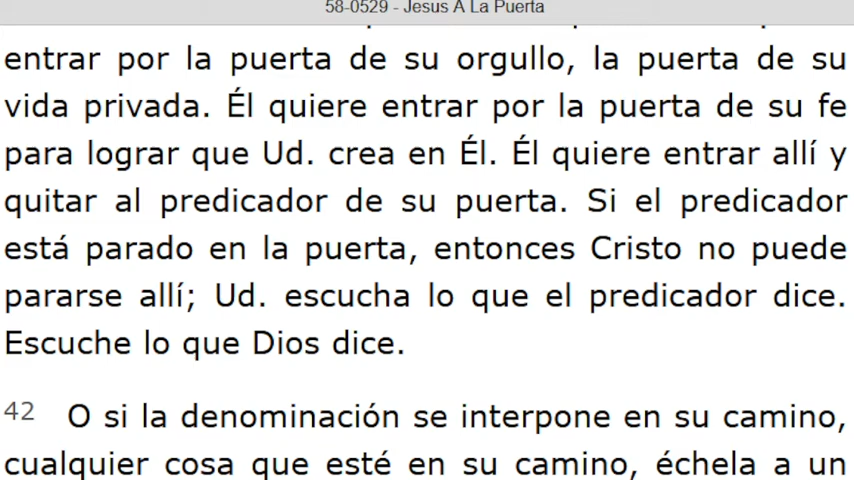 58-0529 - Jesus A La Puerta
entrar por la puerta de su orgullo, la puerta de su
vida privada. Él quiere entrar por la puerta de su fe
para lograr que Ud. crea en Él. Él quiere entrar allí y
quitar al predicador de su puerta. Si el predicador
está parado en la puerta, entonces Cristo no puede
pararse allí; Ud. escucha lo que el predicador dice.
Escuche lo que Dios dice.
42 O si la denominación se interpone en su camino,
cualquier cosa que esté en su camino, échela a un